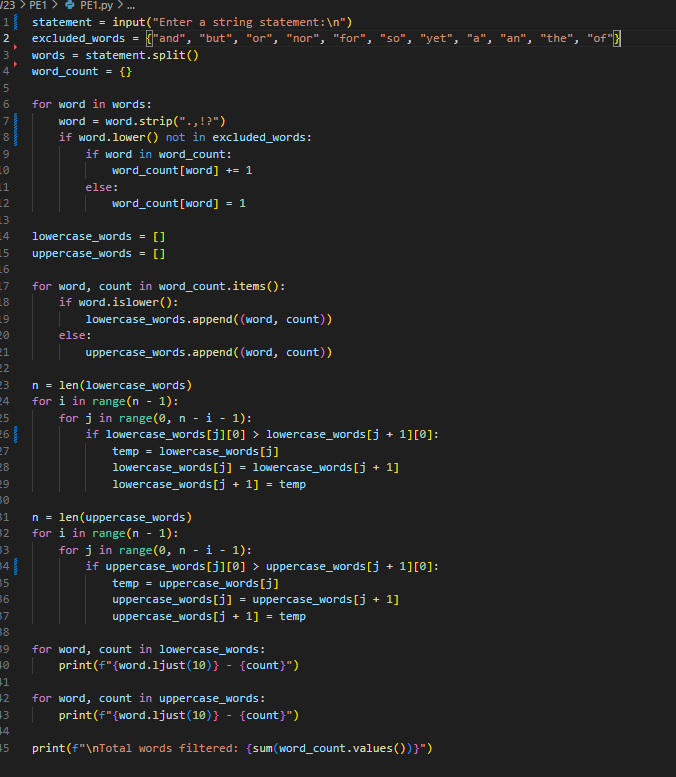 V23 > PE1 > PE1.py > ...
1 statement = input("Enter a string statement:\n")
2 excluded_words = {"and", "but", "or", "nor", "for", "so", "yet", "a", "an", "the", "of"}
3 words = statement.split()
4 word_count = {}
5
6 for word in words:
7     word = word.strip(".,!?")
8     if word.lower() not in excluded_words:
9         if word in word_count:
10             word_count[word] += 1
11         else:
12             word_count[word] = 1
13
14 lowercase_words = []
15 uppercase_words = []
16
17 for word, count in word_count.items():
18     if word.islower():
19         lowercase_words.append((word, count))
20     else:
21         uppercase_words.append((word, count))
22
23 n = len(lowercase_words)
24 for i in range(n - 1):
25     for j in range(0, n - i - 1):
26         if lowercase_words[j][0] > lowercase_words[j + 1][0]:
27             temp = lowercase_words[j]
28             lowercase_words[j] = lowercase_words[j + 1]
29             lowercase_words[j + 1] = temp
30
31 n = len(uppercase_words)
32 for i in range(n - 1):
33     for j in range(0, n - i - 1):
34         if uppercase_words[j][0] > uppercase_words[j + 1][0]:
35             temp = uppercase_words[j]
36             uppercase_words[j] = uppercase_words[j + 1]
37             uppercase_words[j + 1] = temp
38
39 for word, count in lowercase_words:
40     print(f"{word.ljust(10)} - {count}")
41
42 for word, count in uppercase_words:
43     print(f"{word.ljust(10)} - {count}")
44
45 print(f"\nTotal words filtered: {sum(word_count.values())}")